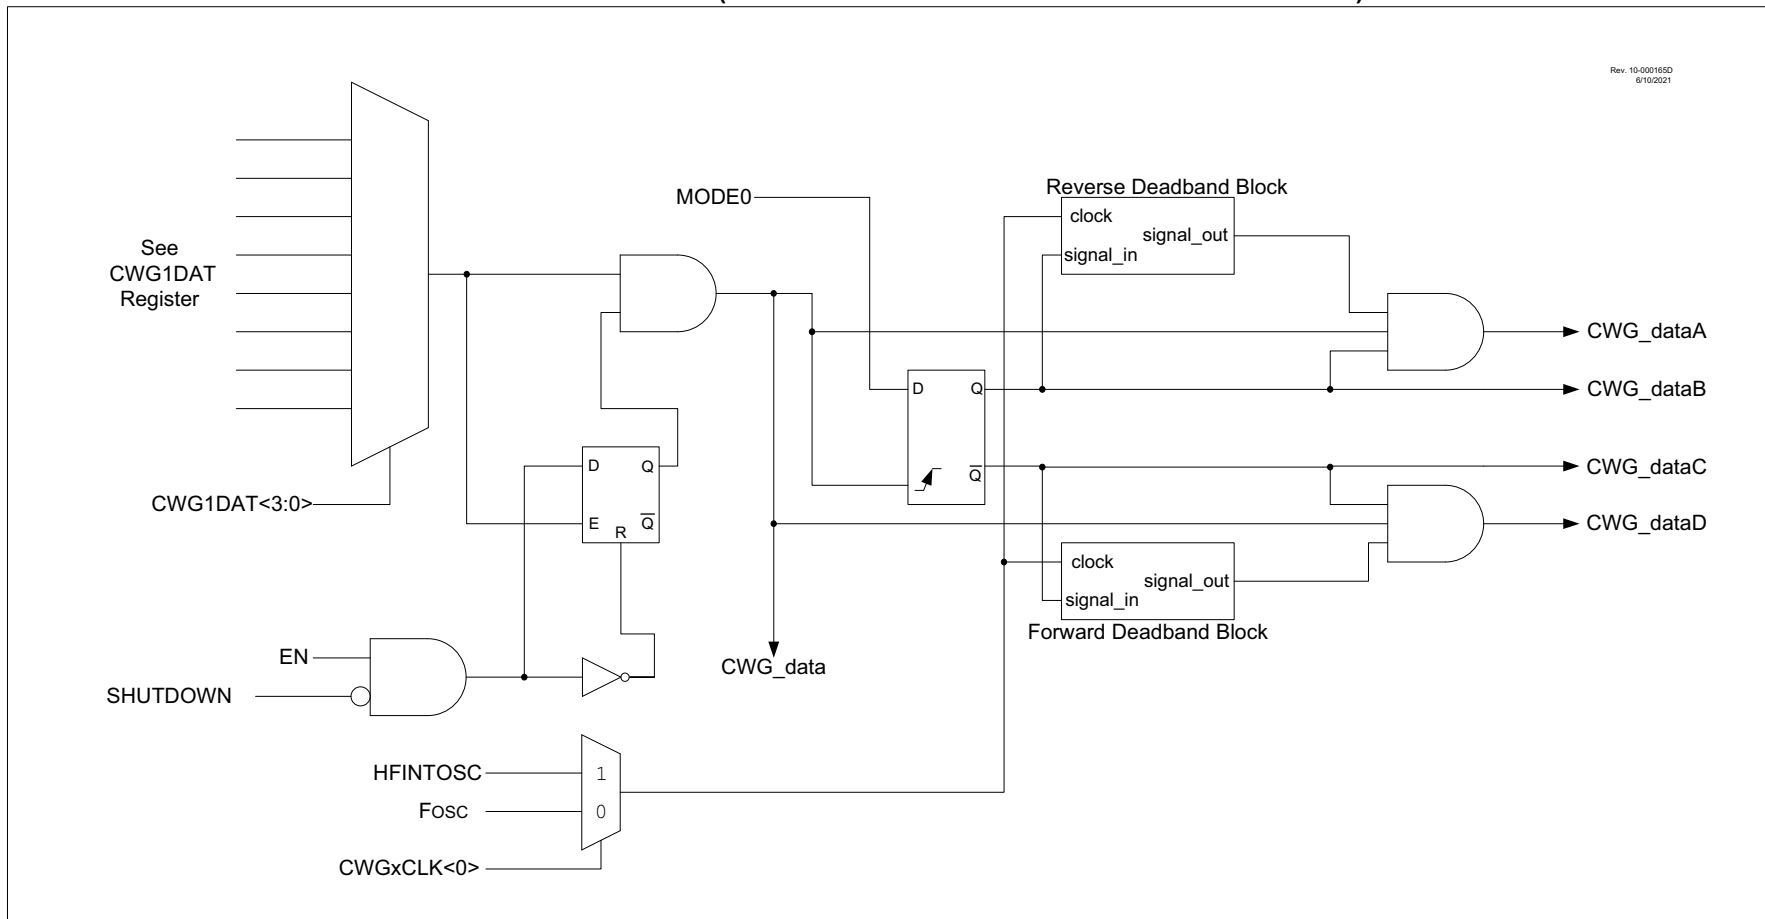 Rev. 10-000165D
6/10/2021
See
CWG1DAT
Register
CWG1DAT<3:0>
MODE0
Reverse Deadband Block
clock
signal_out
signal_in
CWG_dataA
D
Q
CWG_dataB
Q
CWG_dataC
D
Q
E
R
Q
CWG_dataD
clock
signal_out
signal_in
Forward Deadband Block
EN
SHUTDOWN
CWG_data
HFINTOSC
1
FOSC
0
CWGxCLK<0>